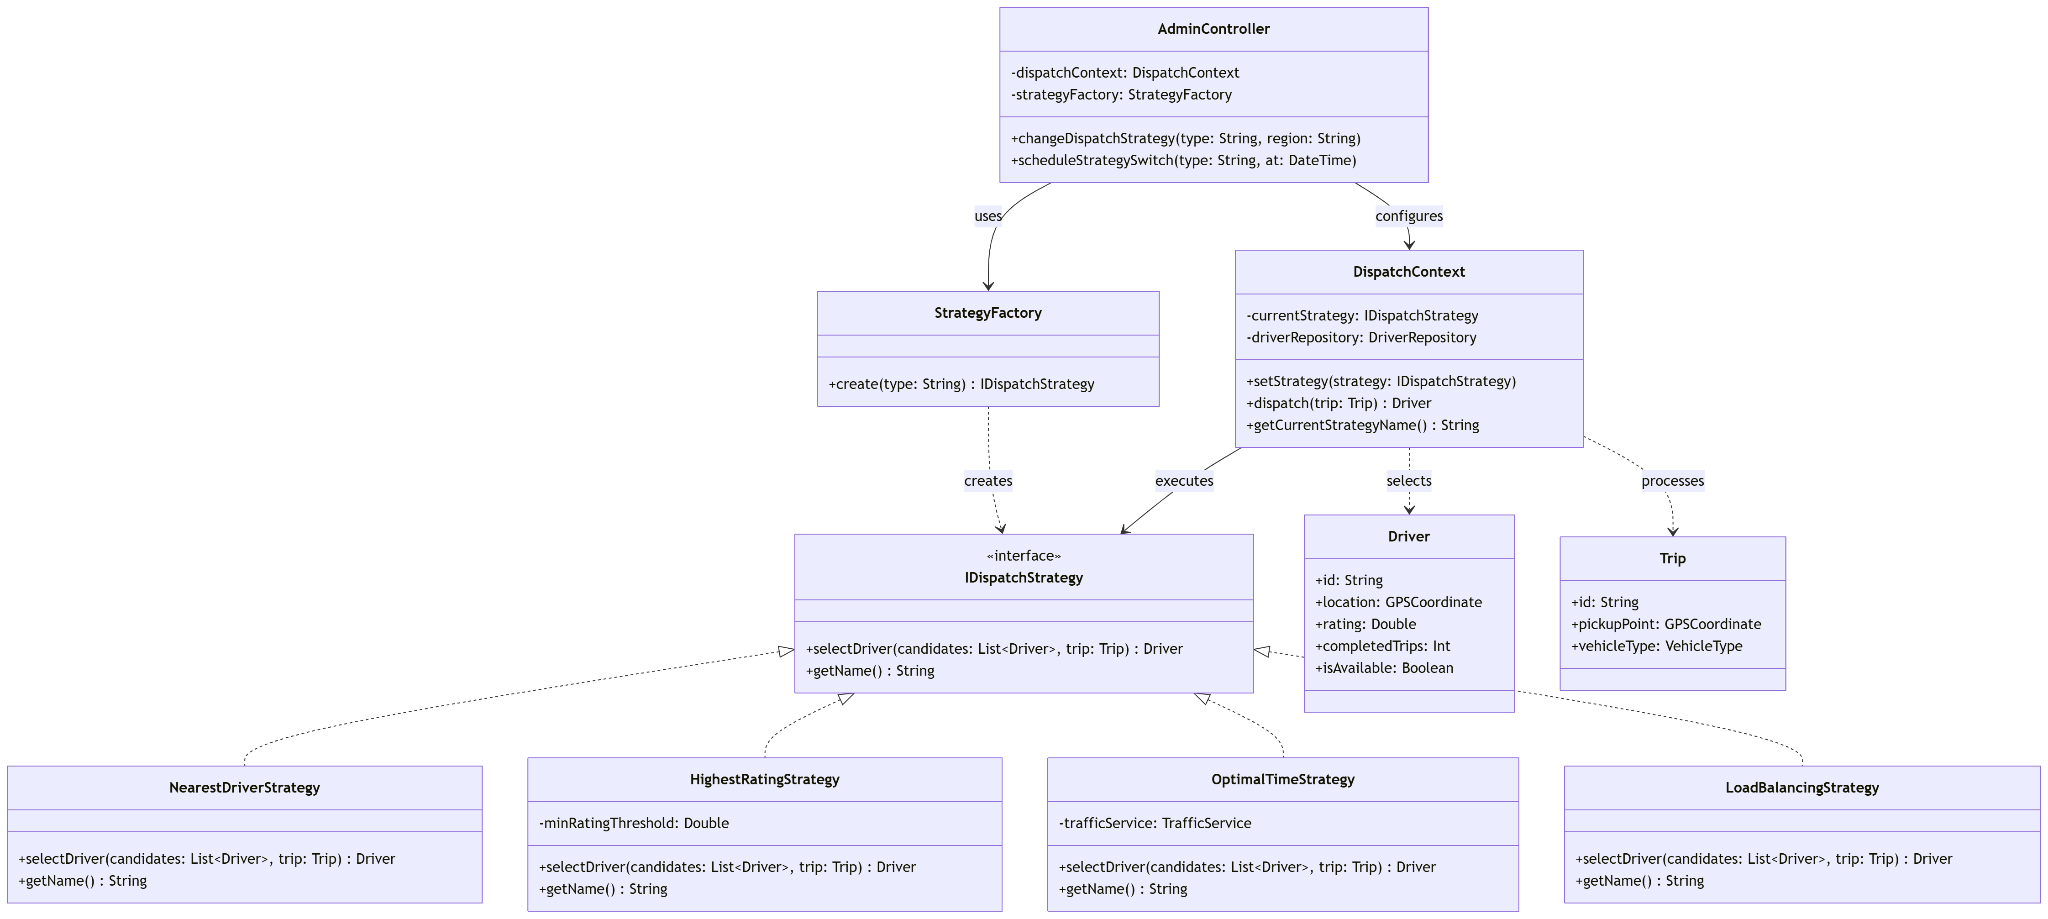 AdminController
-dispatchContext: DispatchContext
-strategyFactory: StrategyFactory
+changeDispatchStrategy(type: String, region: String)
+scheduleStrategySwitch(type: String, at: DateTime)
uses
configures
StrategyFactory
+create(type: String) : IDispatchStrategy
DispatchContext
-currentStrategy: IDispatchStrategy
-driverRepository: DriverRepository
+setStrategy(strategy: IDispatchStrategy)
+dispatch(trip: Trip) : Driver
+getCurrentStrategyName() : String
creates
executes
selects
processes
«interface»
IDispatchStrategy
+selectDriver(candidates: List<Driver>, trip: Trip) : Driver
+getName() : String
Driver
+id: String
+location: GPSCoordinate
+rating: Double
+completedTrips: Int
+isAvailable: Boolean
Trip
+id: String
+pickupPoint: GPSCoordinate
+vehicleType: VehicleType
NearestDriverStrategy
+selectDriver(candidates: List<Driver>, trip: Trip) : Driver
+getName() : String
HighestRatingStrategy
-minRatingThreshold: Double
+selectDriver(candidates: List<Driver>, trip: Trip) : Driver
+getName() : String
OptimalTimeStrategy
-trafficService: TrafficService
+selectDriver(candidates: List<Driver>, trip: Trip) : Driver
+getName() : String
LoadBalancingStrategy
+selectDriver(candidates: List<Driver>, trip: Trip) : Driver
+getName() : String